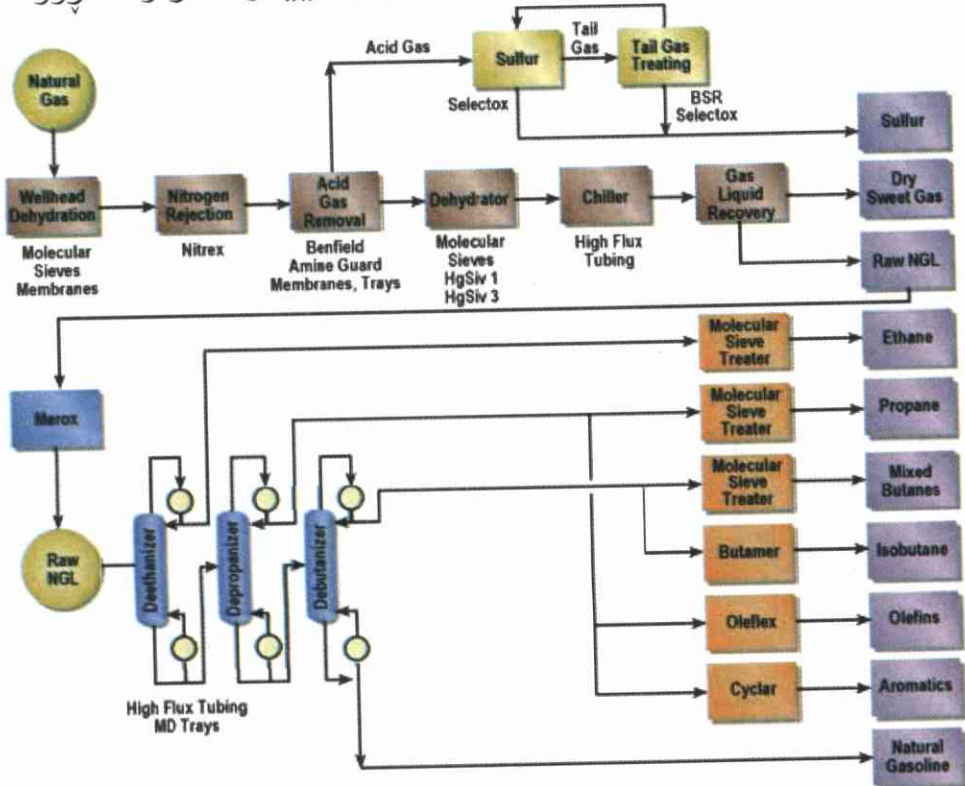 Acid Gas
Sulfur
Tail
Gas
Tail Gas
Treating
Natural
Gas
Selectox
BSR
Selectox
Sulfur
Wellhead
Dehydration
Nitrogen
Rejection
Acid
Gas
Removal
Dehydrator
Chiller
Gas
Liquid
Recovery
Dry
Sweet Gas
Molecular
Sieves
Membranes
Nitrex
Benfield
Amine Guard
Membranes, Trays
Molecular
Sieves
HgSiv 1
HgSiv 3
High Flux
Tubing
Raw NGL
Molecular
Sieve
Treater
Ethane
Merox
Molecular
Sieve
Treater
Propane
Molecular
Sieve
Treater
Mixed
Butanes
Raw
NGL
Deethanizer
Depropanizer
Debutanizer
Butamer
Isobutane
Oleflex
Olefins
Cyclar
Aromatics
High Flux Tubing
MD Trays
Natural
Gasoline